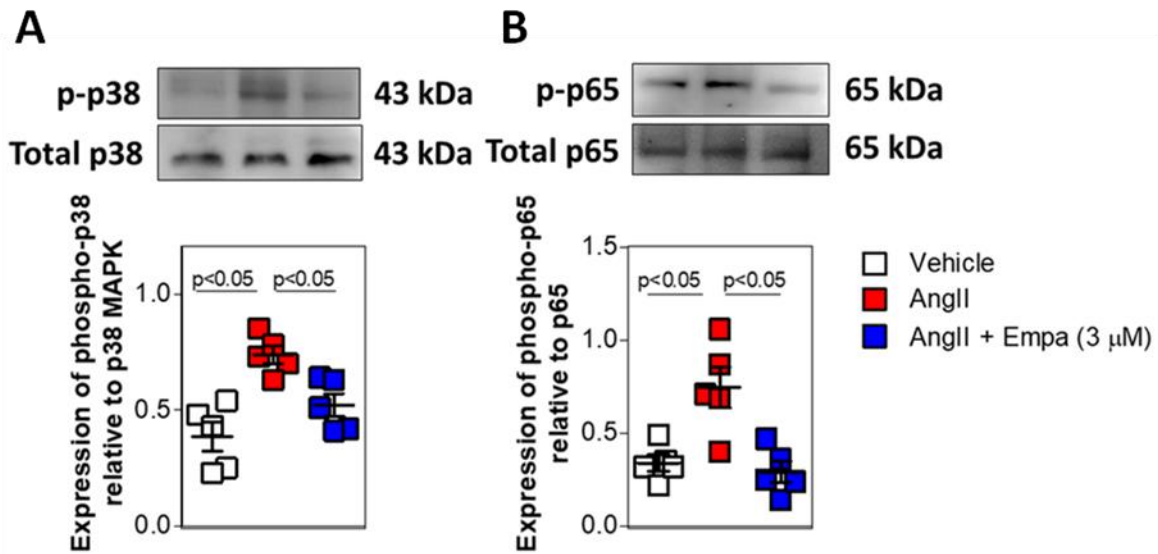 A
p-p38 43 kDa
Total p38 43 kDa
Expression of phospho-p38
relative to p38 MAPK
1.0
0.5
0.0
p<0.05 p<0.05
B
p-p65 65 kDa
Total p65 65 kDa
Expression of phospho-p65
relative to p65
1.5
1.0
0.5
0.0
p<0.05 p<0.05
Vehicle
AngII
AngII + Empa (3 μM)